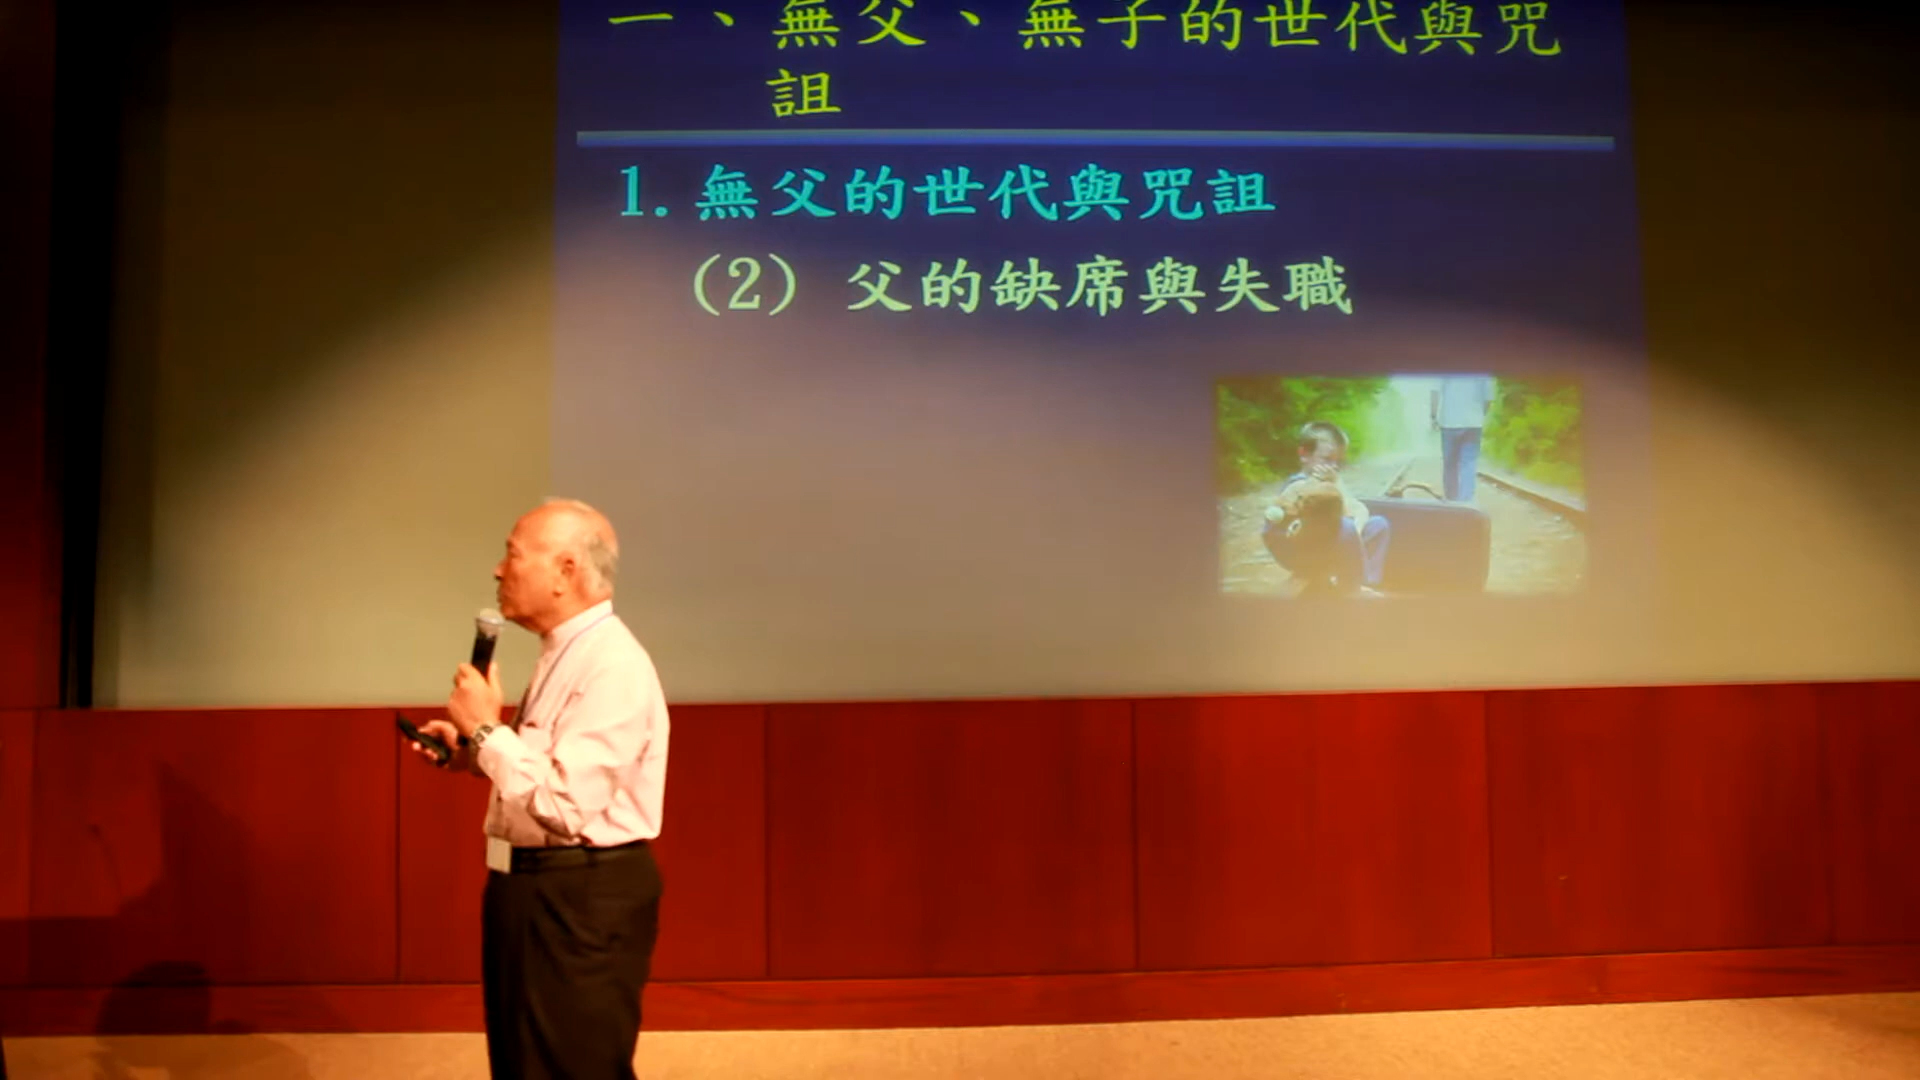 一、無父、無子的世代與咒
詛
1. 無父的世代與咒詛
(2) 父的缺席與失職